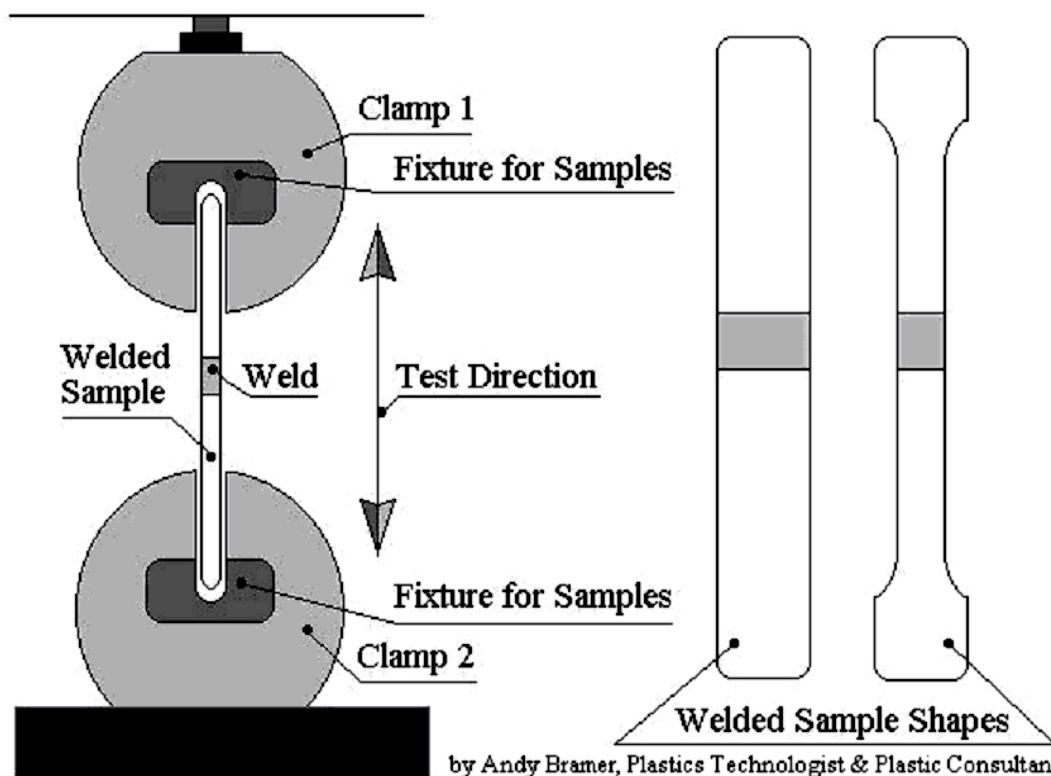 Clamp 1
Fixture for Samples
Welded
Sample
Weld
Test Direction
Fixture for Samples
Clamp 2
Welded Sample Shapes
by Andy Bramer, Plastics Technologist & Plastic Consultan